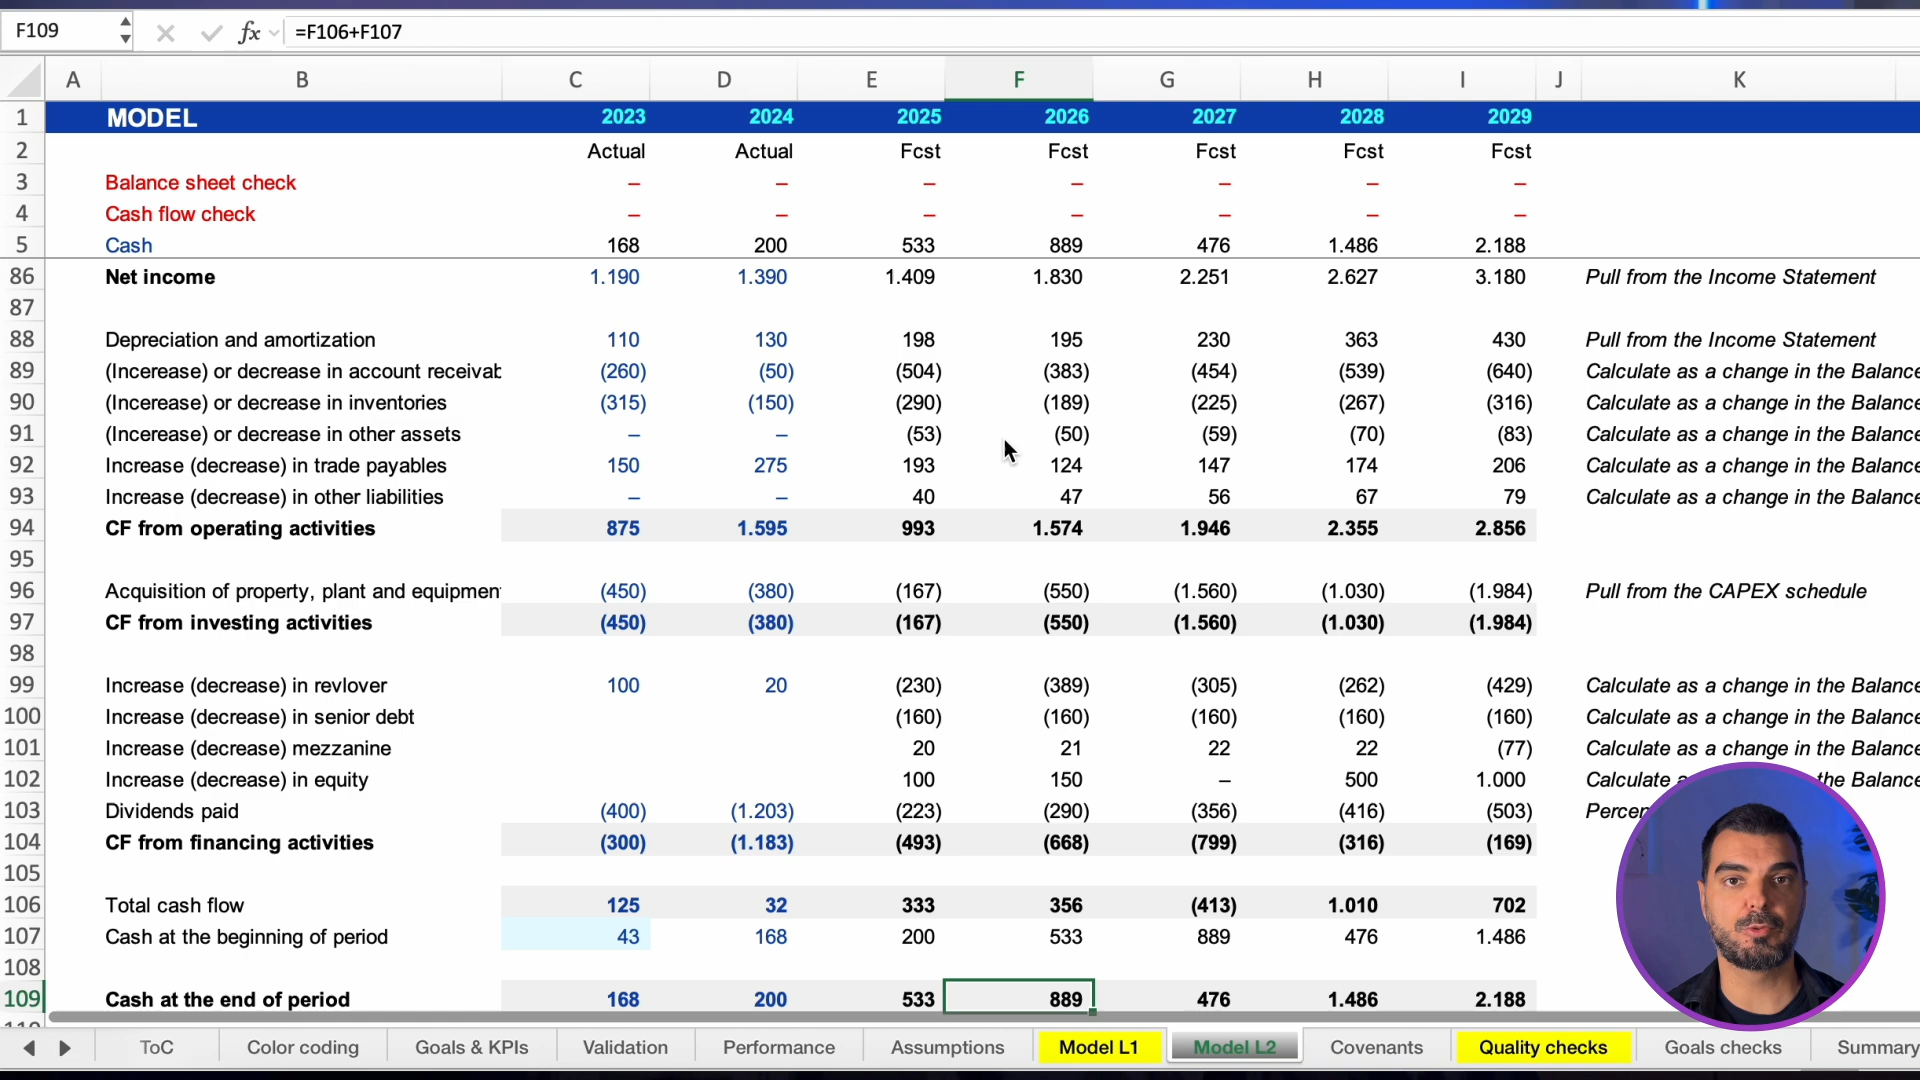 F109 fx =F106+F107
A B C D E F G H I J K
1 MODEL 2023 2024 2025 2026 2027 2028 2029
2 Actual Actual Fcst Fcst Fcst Fcst Fcst
3 Balance sheet check – – – – – – –
4 Cash flow check – – – – – – –
5 Cash 168 200 533 889 476 1.486 2.188
86 Net income 1.190 1.390 1.409 1.830 2.251 2.627 3.180 Pull from the Income Statement
87
88 Depreciation and amortization 110 130 198 195 230 363 430 Pull from the Income Statement
89 (Incerease) or decrease in account receivab (260) (50) (504) (383) (454) (539) (640) Calculate as a change in the Balance
90 (Incerease) or decrease in inventories (315) (150) (290) (189) (225) (267) (316) Calculate as a change in the Balance
91 (Incerease) or decrease in other assets – – (53) (50) (59) (70) (83) Calculate as a change in the Balance
92 Increase (decrease) in trade payables 150 275 193 124 147 174 206 Calculate as a change in the Balance
93 Increase (decrease) in other liabilities – – 40 47 56 67 79 Calculate as a change in the Balance
94 CF from operating activities 875 1.595 993 1.574 1.946 2.355 2.856
95
96 Acquisition of property, plant and equipmen (450) (380) (167) (550) (1.560) (1.030) (1.984) Pull from the CAPEX schedule
97 CF from investing activities (450) (380) (167) (550) (1.560) (1.030) (1.984)
98
99 Increase (decrease) in revlover 100 20 (230) (389) (305) (262) (429) Calculate as a change in the Balance
100 Increase (decrease) in senior debt (160) (160) (160) (160) (160) Calculate as a change in the Balance
101 Increase (decrease) mezzanine 20 21 22 22 (77) Calculate as a change in the Balance
102 Increase (decrease) in equity 100 150 – 500 1.000 Calculate the Balance
103 Dividends paid (400) (1.203) (223) (290) (356) (416) (503) Percen
104 CF from financing activities (300) (1.183) (493) (668) (799) (316) (169)
105
106 Total cash flow 125 32 333 356 (413) 1.010 702
107 Cash at the beginning of period 43 168 200 533 889 476 1.486
108
109 Cash at the end of period 168 200 533 889 476 1.486 2.188
ToC Color coding Goals & KPIs Validation Performance Assumptions Model L1 Model L2 Covenants Quality checks Goals checks Summary